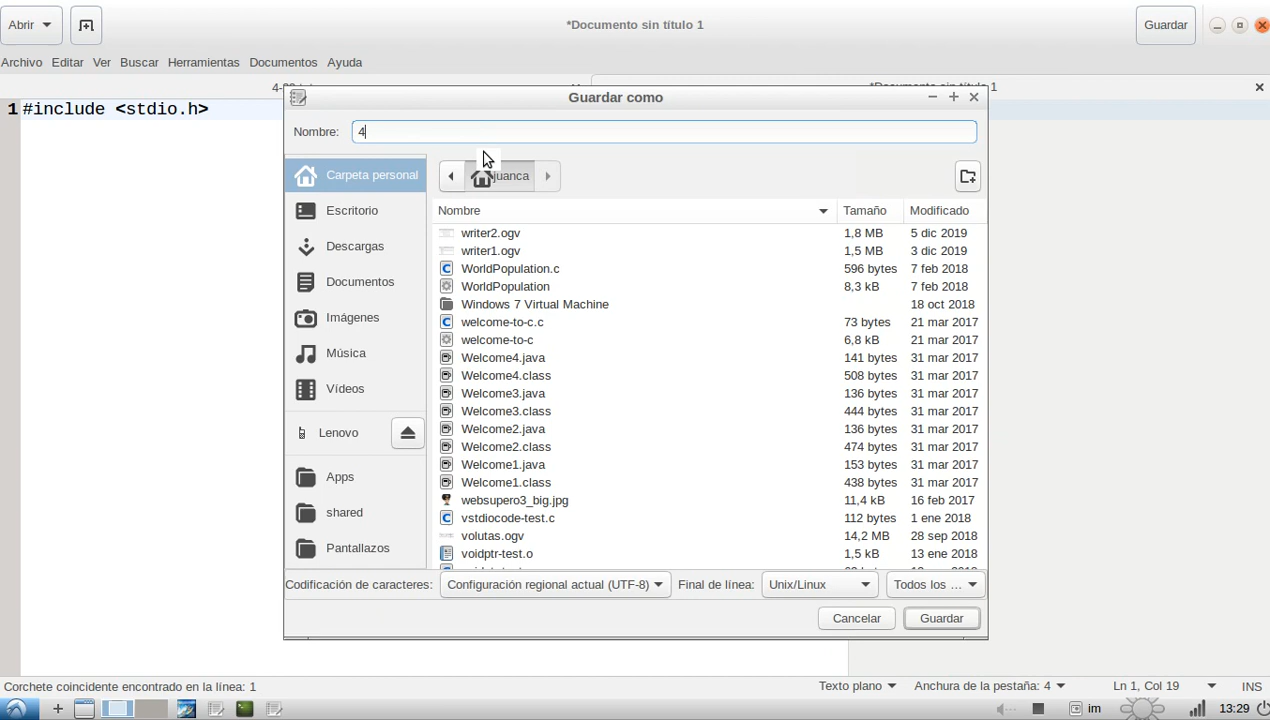 Abrir
*Documento sin título 1
Guardar
Archivo Editar Ver Buscar Herramientas Documentos Ayuda
1 #include <stdio.h>
Guardar como
Nombre: 4
Carpeta personal
juanca
Escritorio
Descargas
Documentos
Imágenes
Música
Vídeos
Lenovo
Apps
shared
Pantallazos
Nombre Tamaño Modificado
writer2.ogv 1,8 MB 5 dic 2019
writer1.ogv 1,5 MB 3 dic 2019
WorldPopulation.c 596 bytes 7 feb 2018
WorldPopulation 8,3 kB 7 feb 2018
Windows 7 Virtual Machine 18 oct 2018
welcome-to-c.c 73 bytes 21 mar 2017
welcome-to-c 6,8 kB 21 mar 2017
Welcome4.java 141 bytes 31 mar 2017
Welcome4.class 508 bytes 31 mar 2017
Welcome3.java 136 bytes 31 mar 2017
Welcome3.class 444 bytes 31 mar 2017
Welcome2.java 136 bytes 31 mar 2017
Welcome2.class 474 bytes 31 mar 2017
Welcome1.java 153 bytes 31 mar 2017
Welcome1.class 438 bytes 31 mar 2017
websupero3_big.jpg 11,4 kB 16 feb 2017
vstdiocode-test.c 112 bytes 1 ene 2018
volutas.ogv 14,2 MB 28 sep 2018
voidptr-test.o 1,5 kB 13 ene 2018
Codificación de caracteres: Configuración regional actual (UTF-8) Final de línea: Unix/Linux Todos los ...
Cancelar Guardar
Corchete coincidente encontrado en la línea: 1 Texto plano Anchura de la pestaña: 4 Ln 1, Col 19 INS
im 13:29